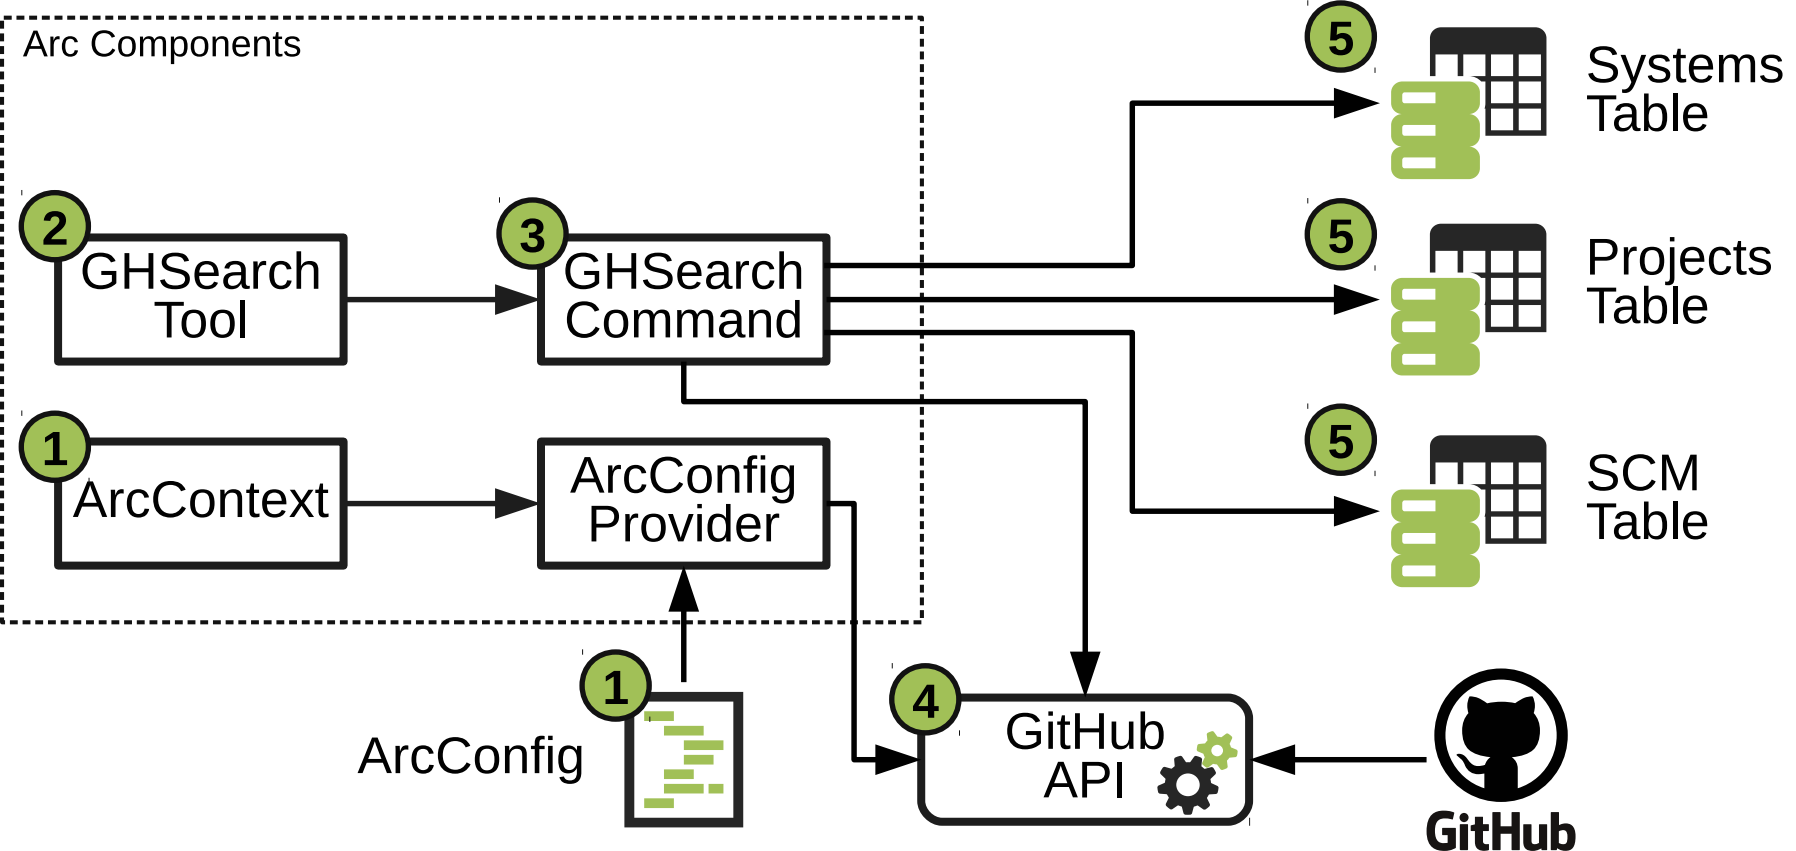 Arc Components
5
Systems
Table
2
GHSearch
Tool
3
GHSearch
Command
5
Projects
Table
1
ArcContext
ArcConfig
Provider
5
SCM
Table
1
ArcConfig
4
GitHub
API
GitHub